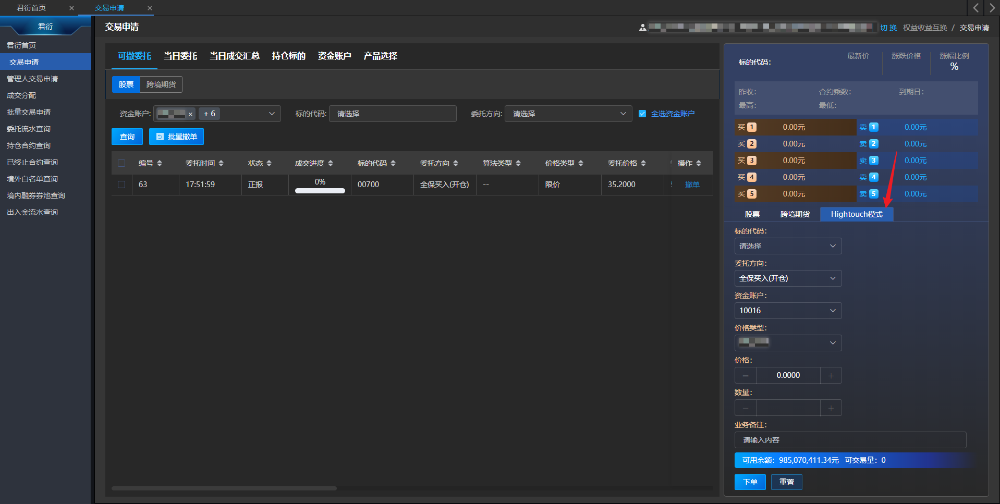 君衍首页 × 交易申请 ×
君衍
君衍首页
交易申请
管理人交易申请
成交分配
批量交易申请
委托流水查询
持仓合约查询
已终止合约查询
境外白名单查询
境内融券券池查询
出入金流水查询
交易申请
切 换 权益收益互换 / 交易申请
可撤委托 当日委托 当日成交汇总 持仓标的 资金账户 产品选择
股票 跨境期货
资金账户: × + 6 标的代码: 请选择 委托方向: 请选择 全选资金账户
查询 批量撤单
编号 委托时间 状态 成交进度 标的代码 委托方向 算法类型 价格类型 委托价格 操作
63 17:51:59 正报 0% 00700 全保买入(开仓) -- 限价 35.2000 撤单
标的代码: 最新价 涨跌价格 涨幅比例
%
昨收: 合约乘数: 到期日:
最高: 最低:
买 1 0.00元 卖 1 0.00元
买 2 0.00元 卖 2 0.00元
买 3 0.00元 卖 3 0.00元
买 4 0.00元 卖 4 0.00元
买 5 0.00元 卖 5 0.00元
股票 跨境期货 Hightouch模式
标的代码:
请选择
委托方向:
全保买入(开仓)
资金账户:
10016
价格类型:
价格:
− 0.0000 +
数量:
− +
业务备注:
请输入内容
可用余额: 985,070,411.34元 可交易量: 0
下单 重置